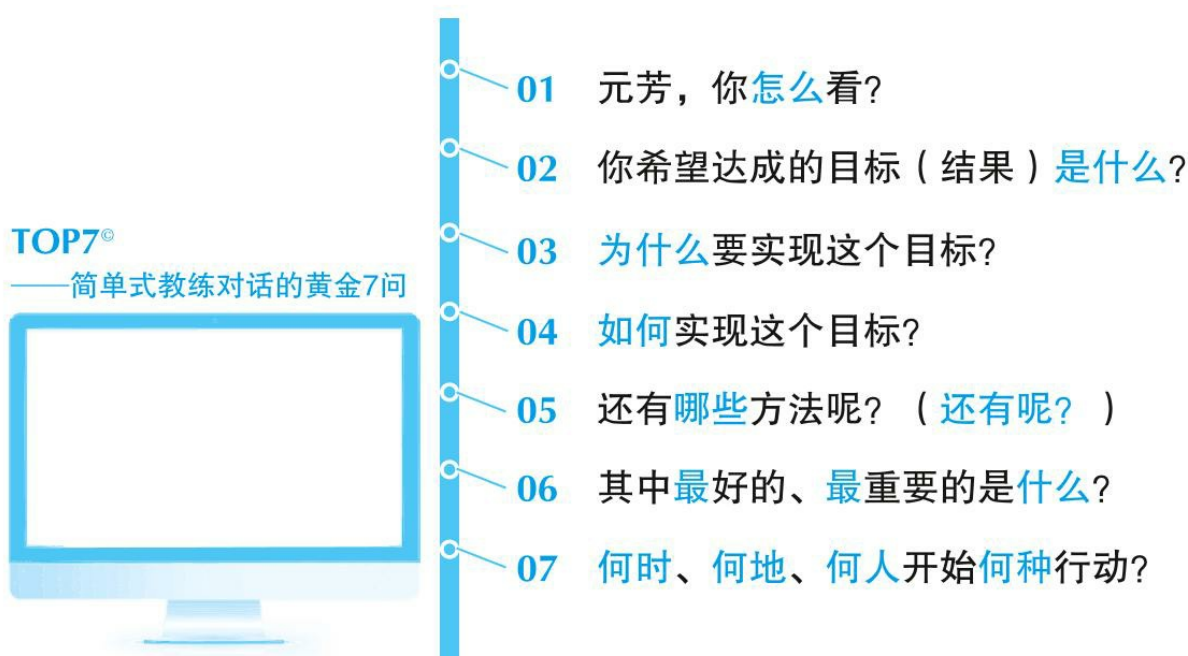 TOP7©
——简单式教练对话的黄金7问
01 元芳，你怎么看？
02 你希望达成的目标（结果）是什么？
03 为什么要实现这个目标？
04 如何实现这个目标？
05 还有哪些方法呢？（还有呢？）
06 其中最好的、最重要的是什么？
07 何时、何地、何人开始何种行动？